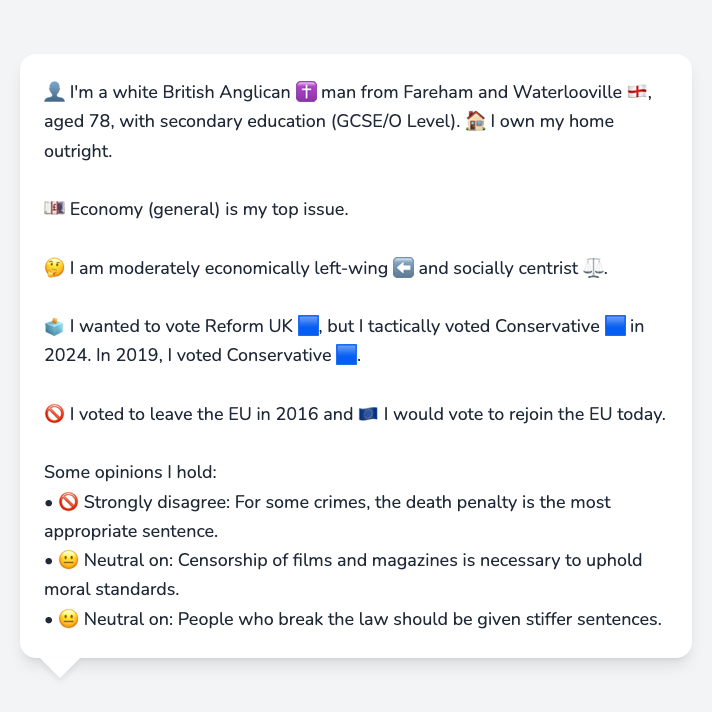 👤 I'm a white British Anglican ✝️ man from Fareham and Waterlooville 🏴󠁧󠁢󠁥󠁮󠁧󠁿,
aged 78, with secondary education (GCSE/O Level). 🏠 I own my home
outright.
💷 Economy (general) is my top issue.
🤔 I am moderately economically left-wing ⬅️ and socially centrist ⚖️.
🗳️ I wanted to vote Reform UK 🟦, but I tactically voted Conservative 🟦 in
2024. In 2019, I voted Conservative 🟦.
🚫 I voted to leave the EU in 2016 and 🇪🇺 I would vote to rejoin the EU today.
Some opinions I hold:
• 🚫 Strongly disagree: For some crimes, the death penalty is the most
appropriate sentence.
• 😐 Neutral on: Censorship of films and magazines is necessary to uphold
moral standards.
• 😐 Neutral on: People who break the law should be given stiffer sentences.